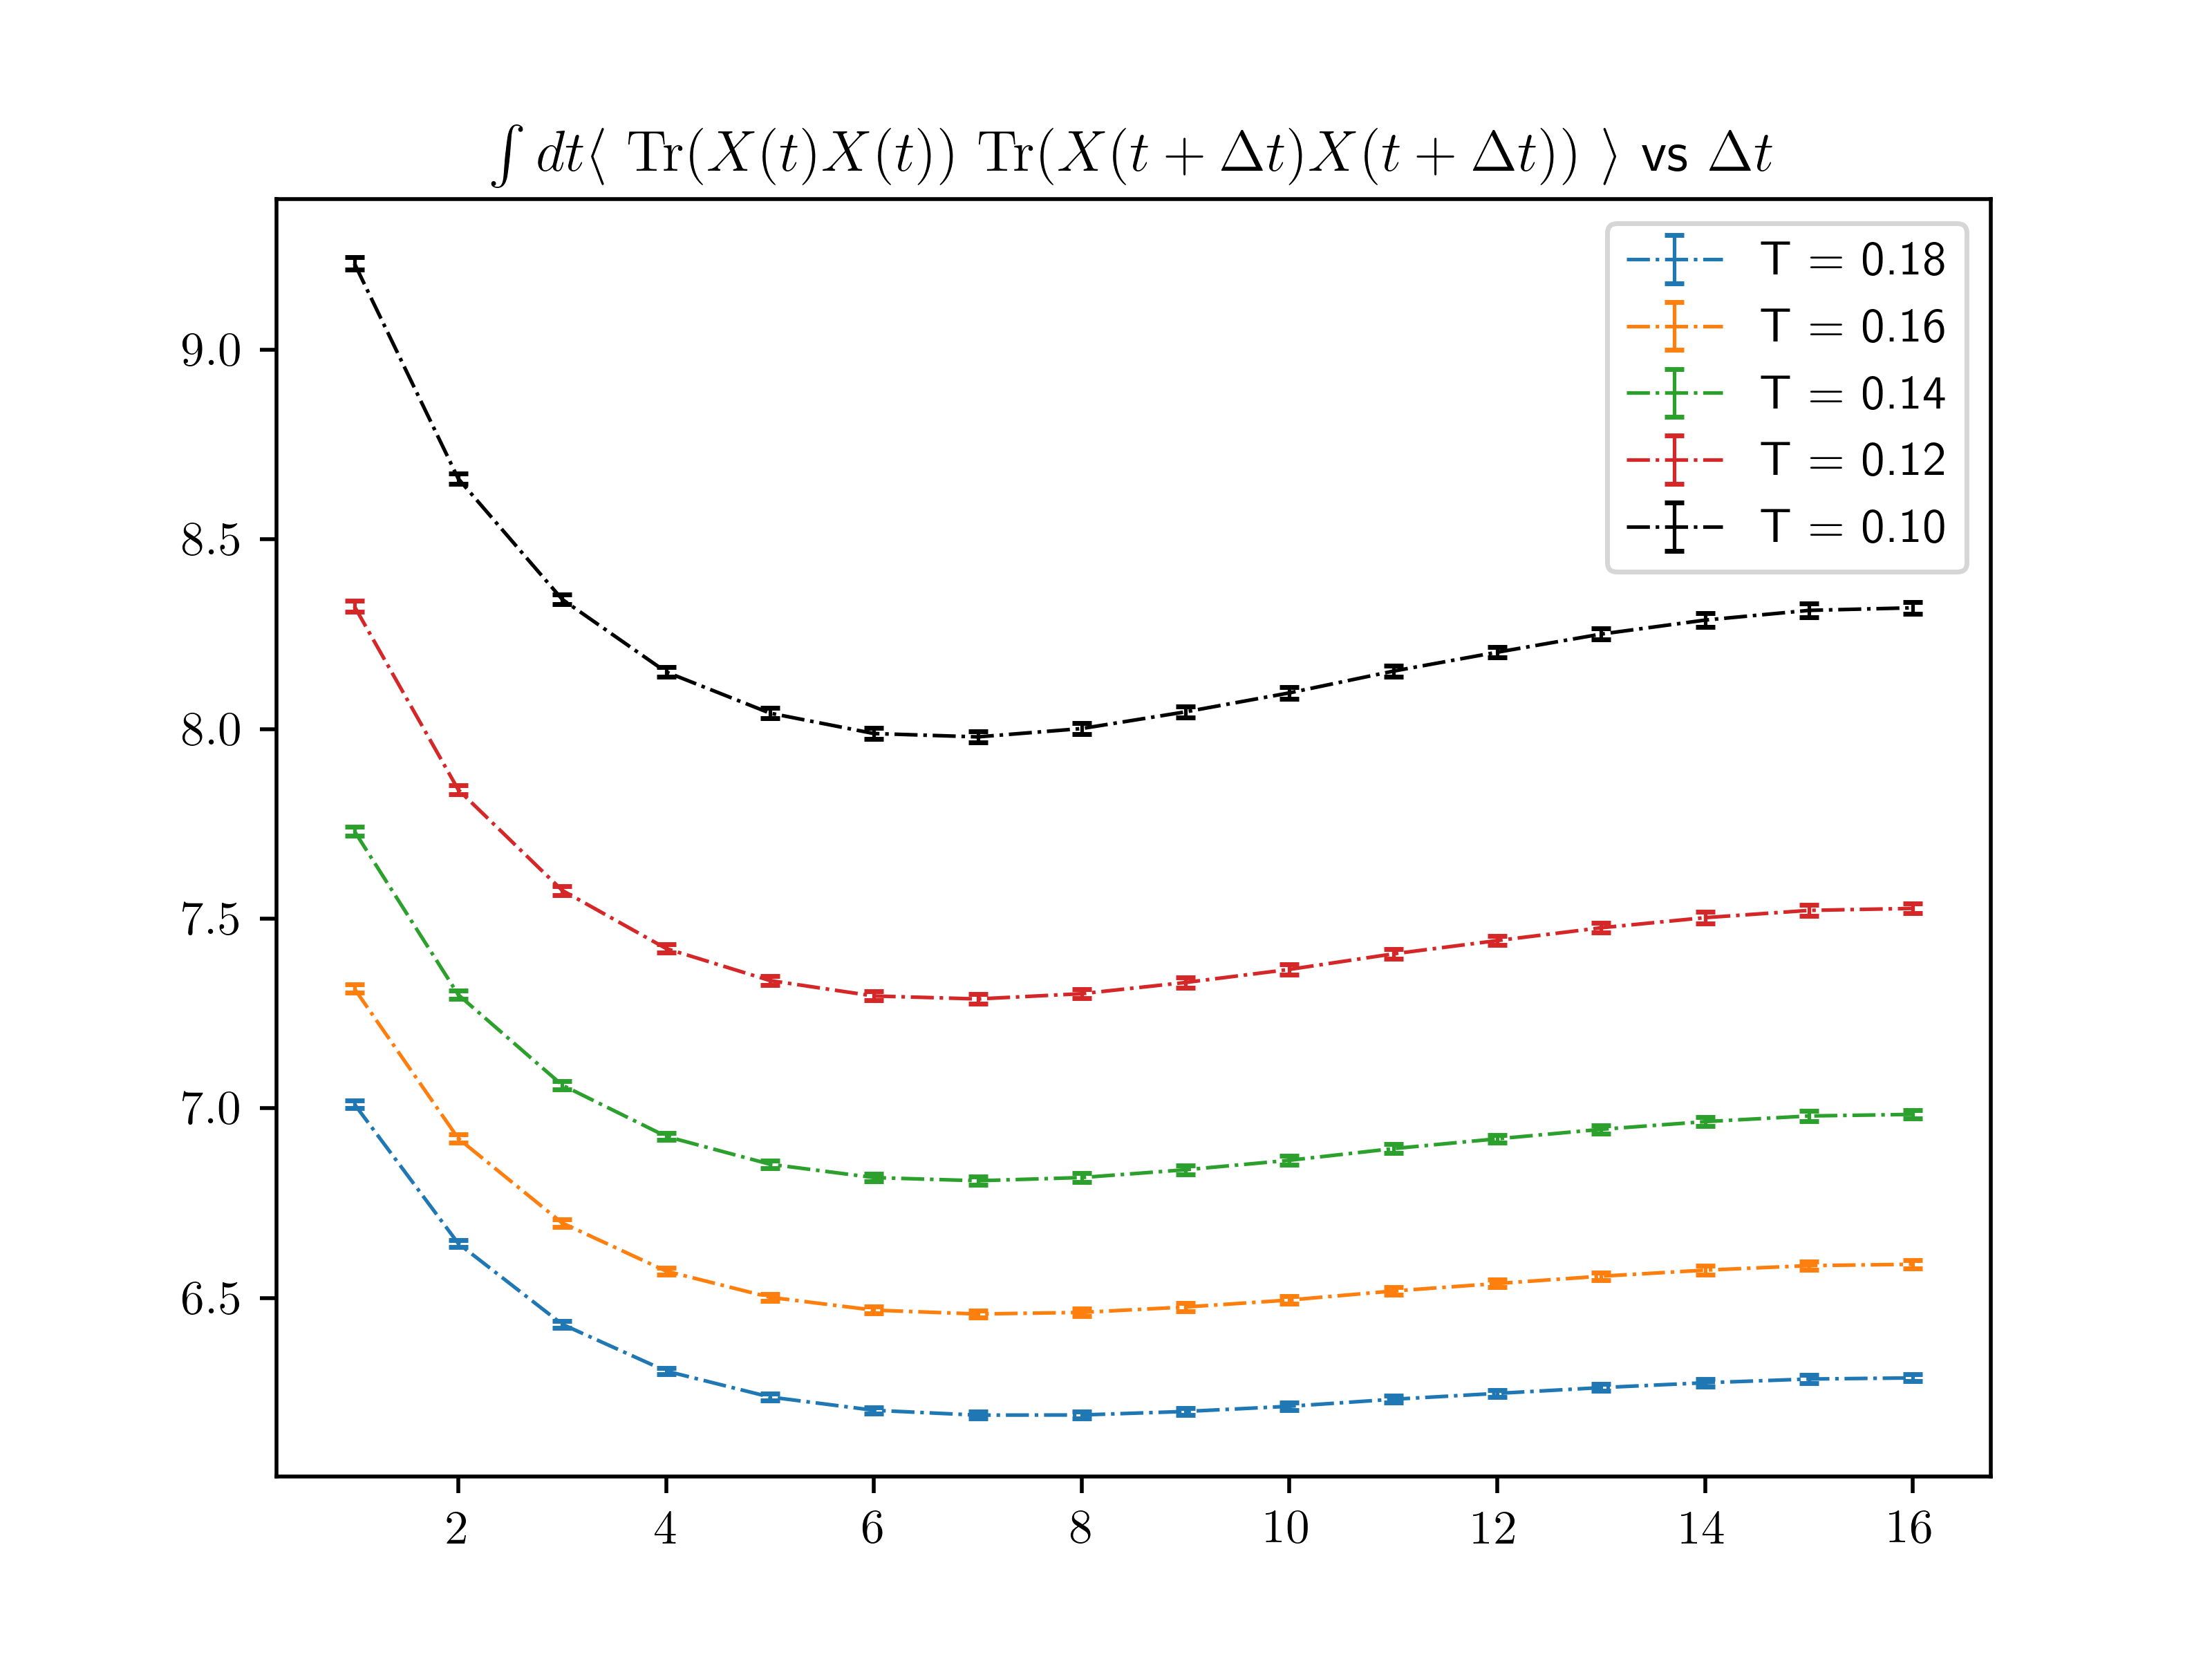 ∫ dt⟨ Tr(X(t)X(t)) Tr(X(t + Δt)X(t + Δt)) ⟩ vs Δt
T = 0.18
T = 0.16
T = 0.14
T = 0.12
T = 0.10
9.0
8.5
8.0
7.5
7.0
6.5
2 4 6 8 10 12 14 16